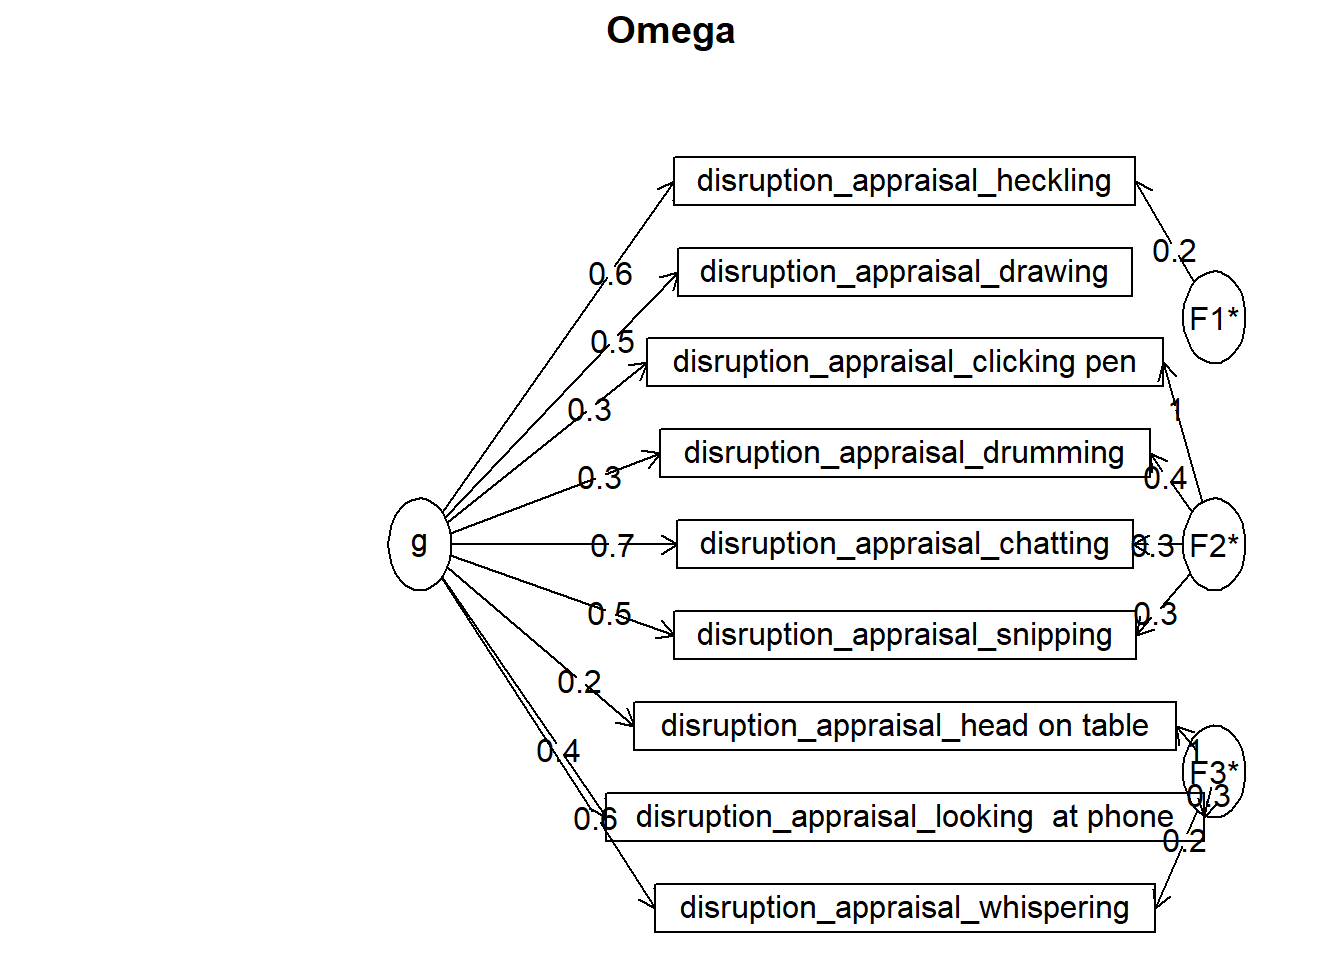 Omega
disruption_appraisal_heckling
0.2
0.6
disruption_appraisal_drawing
F1*
0.5
disruption_appraisal_clicking pen
0.3
1
disruption_appraisal_drumming
0.3
0.4
g
0.7
disruption_appraisal_chatting
0.3
F2*
0.5
disruption_appraisal_snipping
0.3
0.2
disruption_appraisal_head on table
1
0.4
F3*
0.3
0.6
disruption_appraisal_looking  at phone
0.2
disruption_appraisal_whispering